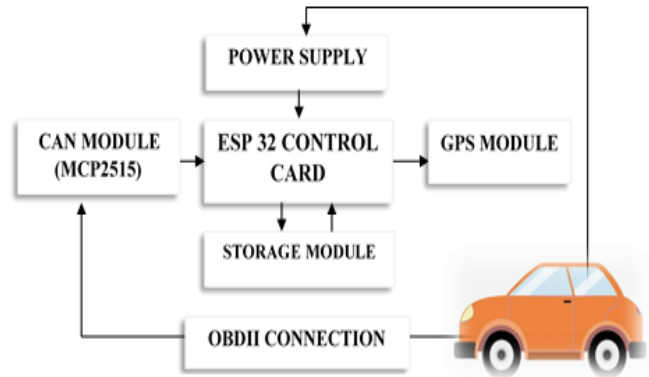 POWER SUPPLY
CAN MODULE
(MCP2515)
ESP 32 CONTROL
CARD
GPS MODULE
STORAGE MODULE
OBDII CONNECTION